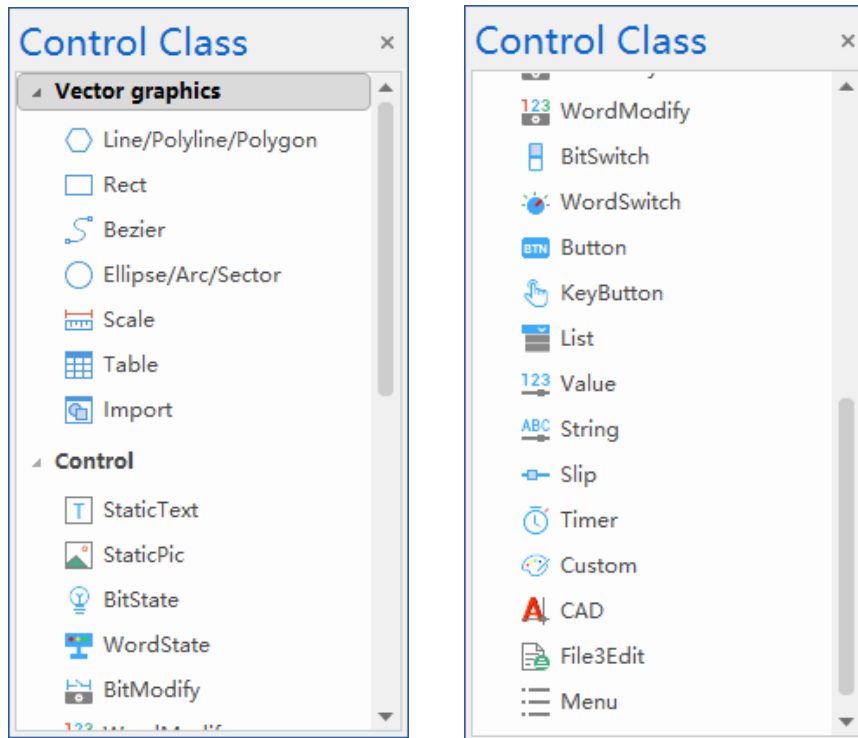 Control Class
Vector graphics
Line/Polyline/Polygon
Rect
Bezier
Ellipse/Arc/Sector
Scale
Table
Import
Control
StaticText
StaticPic
BitState
WordState
BitModify
Control Class
WordModify
BitSwitch
WordSwitch
BTN Button
KeyButton
List
123 Value
ABC String
Slip
Timer
Custom
CAD
File3Edit
Menu